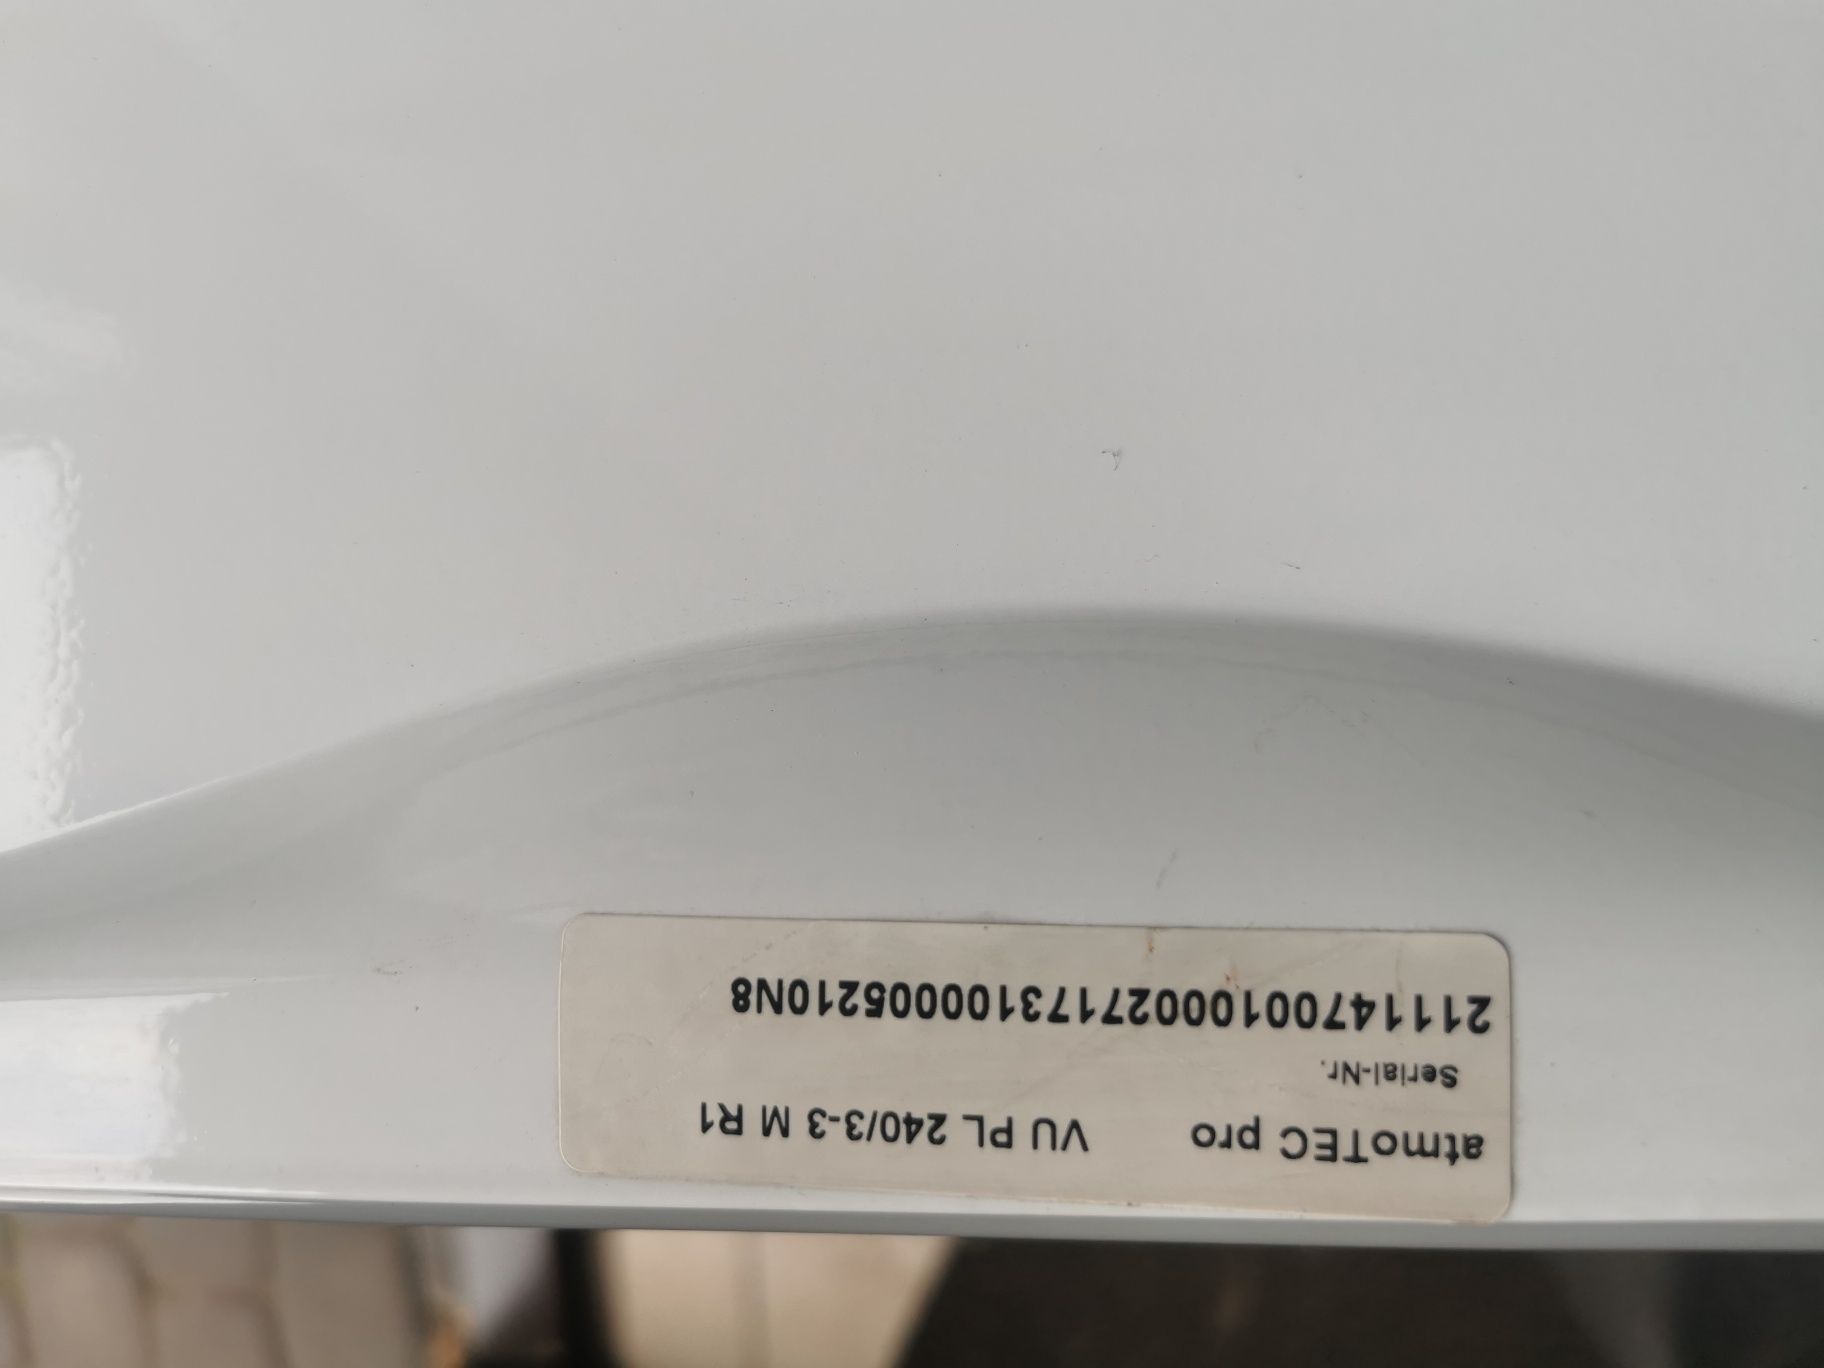 atmoTEC pro VU PL 240/3-3 M R1
Serial-Nr.
21114700100027173100005210N8